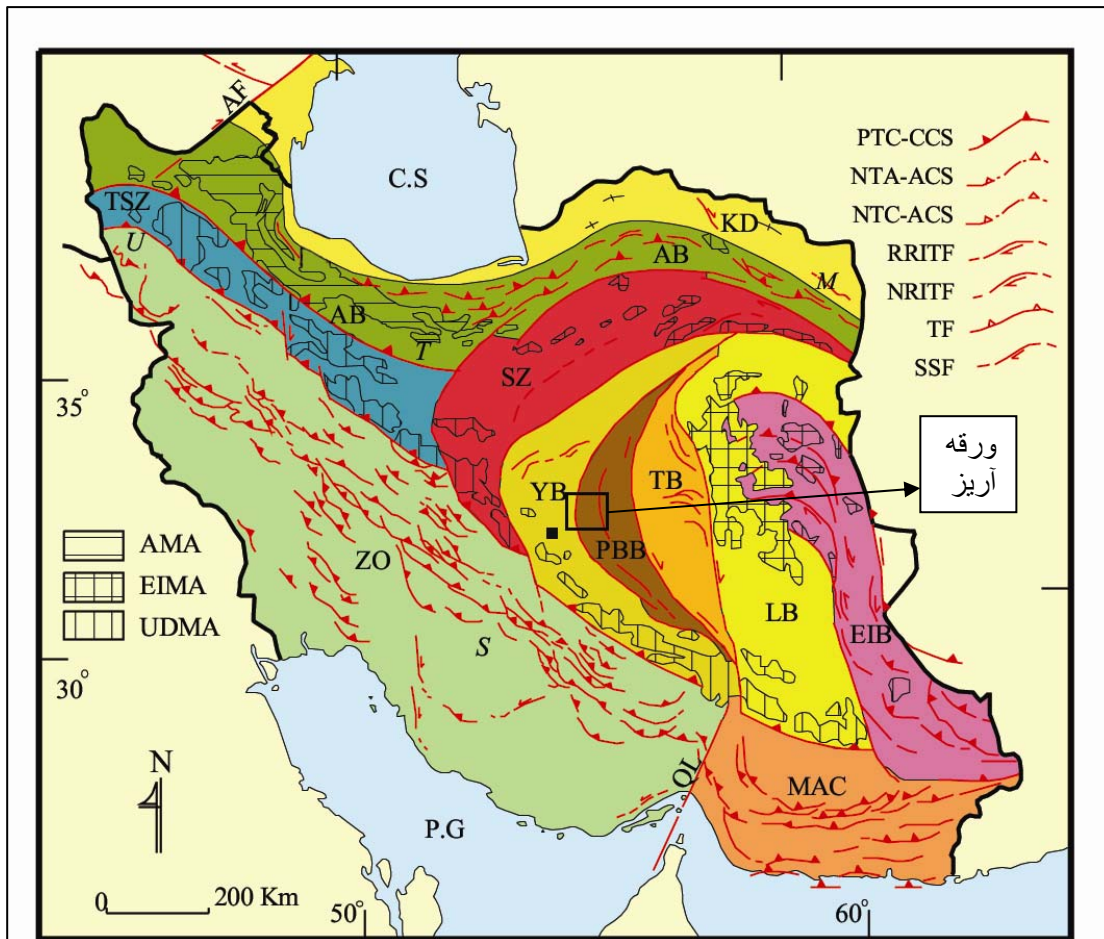 AF
C.S
KD
TSZ
U
AB
M
AB
T
SZ
35°
YB
TB
PBB
ZO
LB
EIB
S
30°
N
QL
MAC
P.G
0 200 Km
50°
60°
PTC-CCS
NTA-ACS
NTC-ACS
RRITF
NRITF
TF
SSF
ورقه
آریز
AMA
EIMA
UDMA